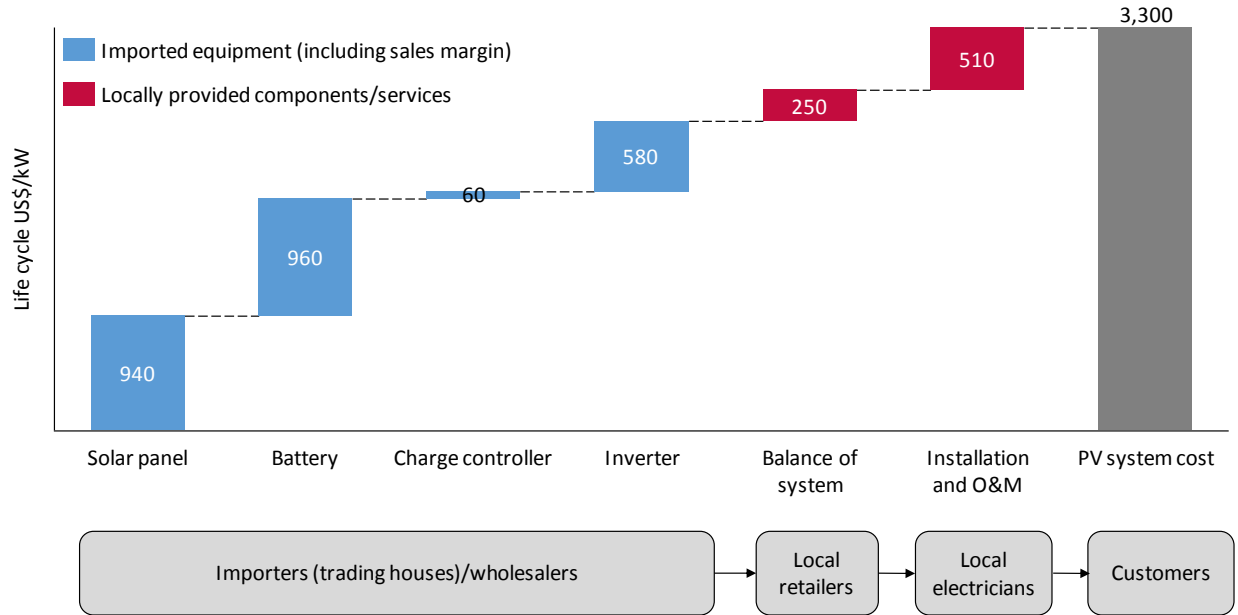 3,300
Imported equipment (including sales margin)
Locally provided components/services
510
250
580
60
960
940
Life cycle US$/kW
Solar panel
Battery
Charge controller
Inverter
Balance of
system
Installation
and O&M
PV system cost
Importers (trading houses)/wholesalers
Local
retailers
Local
electricians
Customers